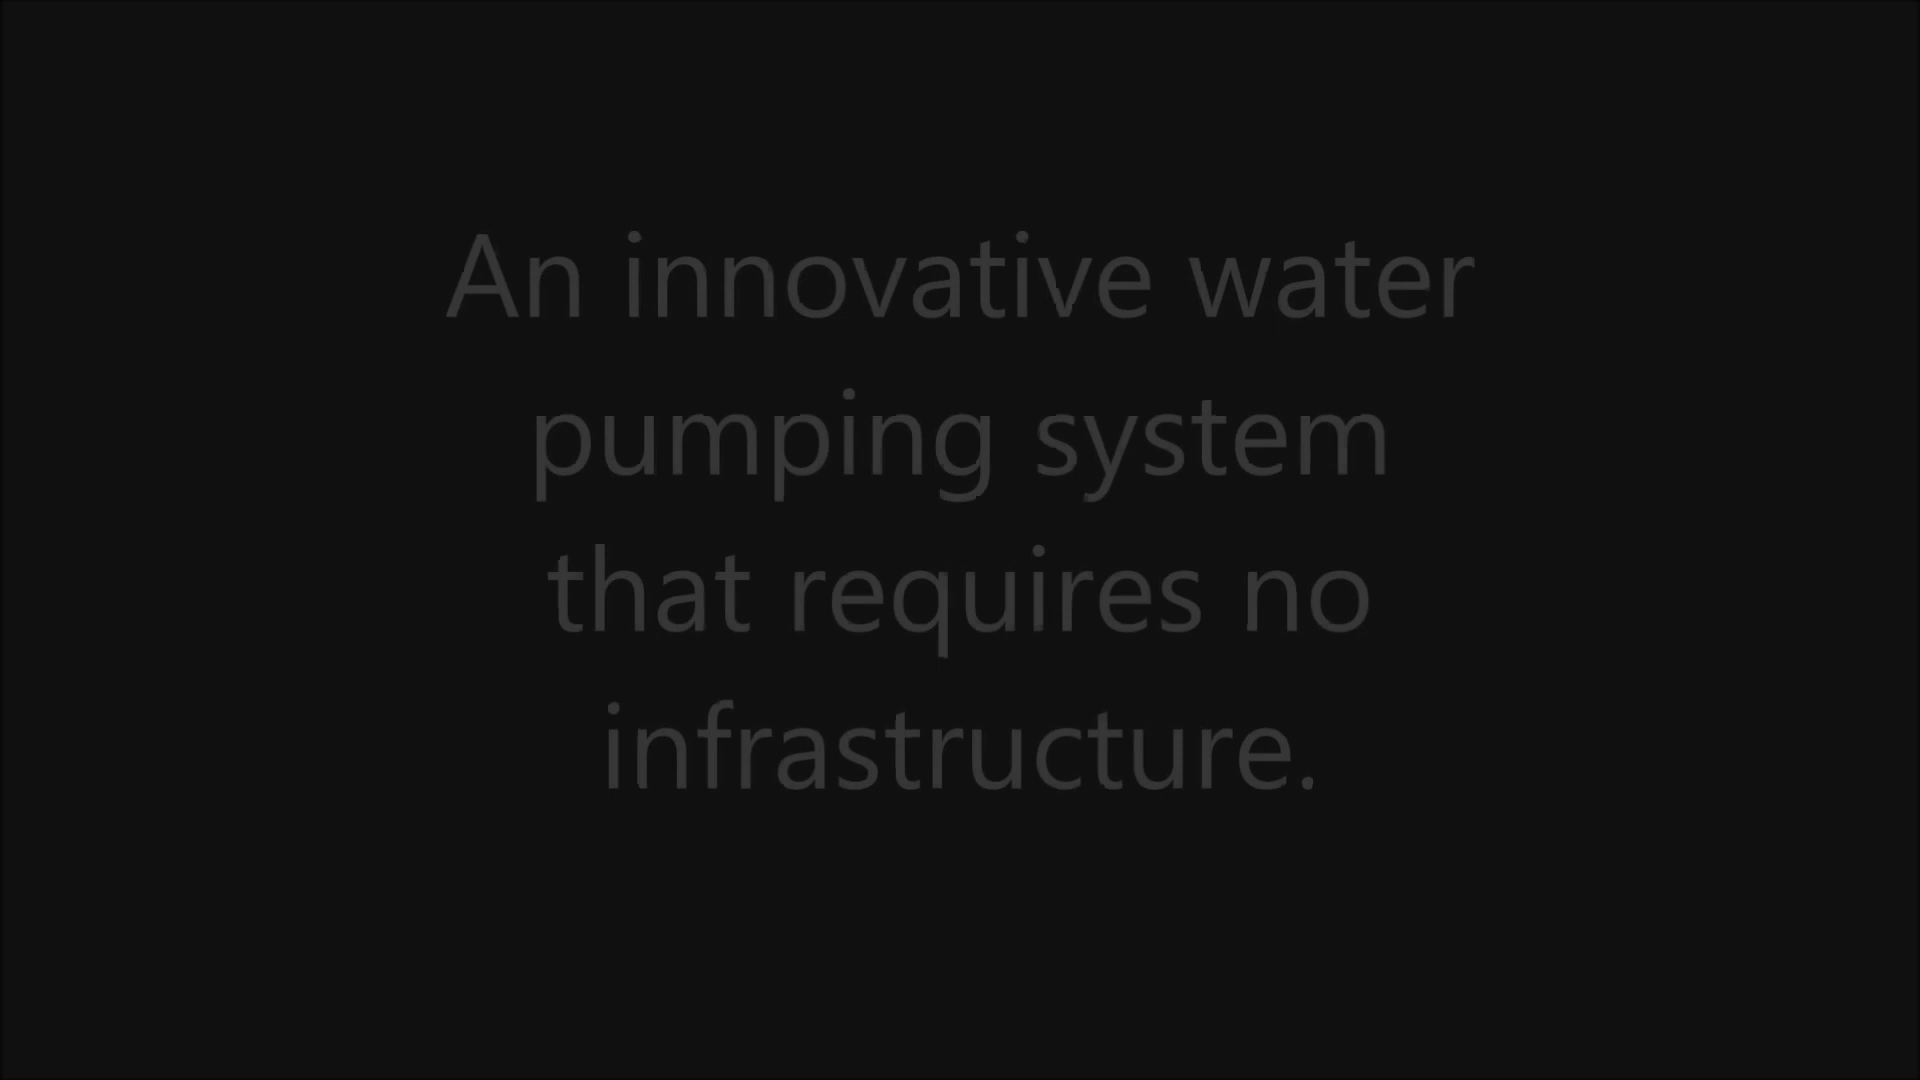 An innovative water
pumping system
that requires no
infrastructure.